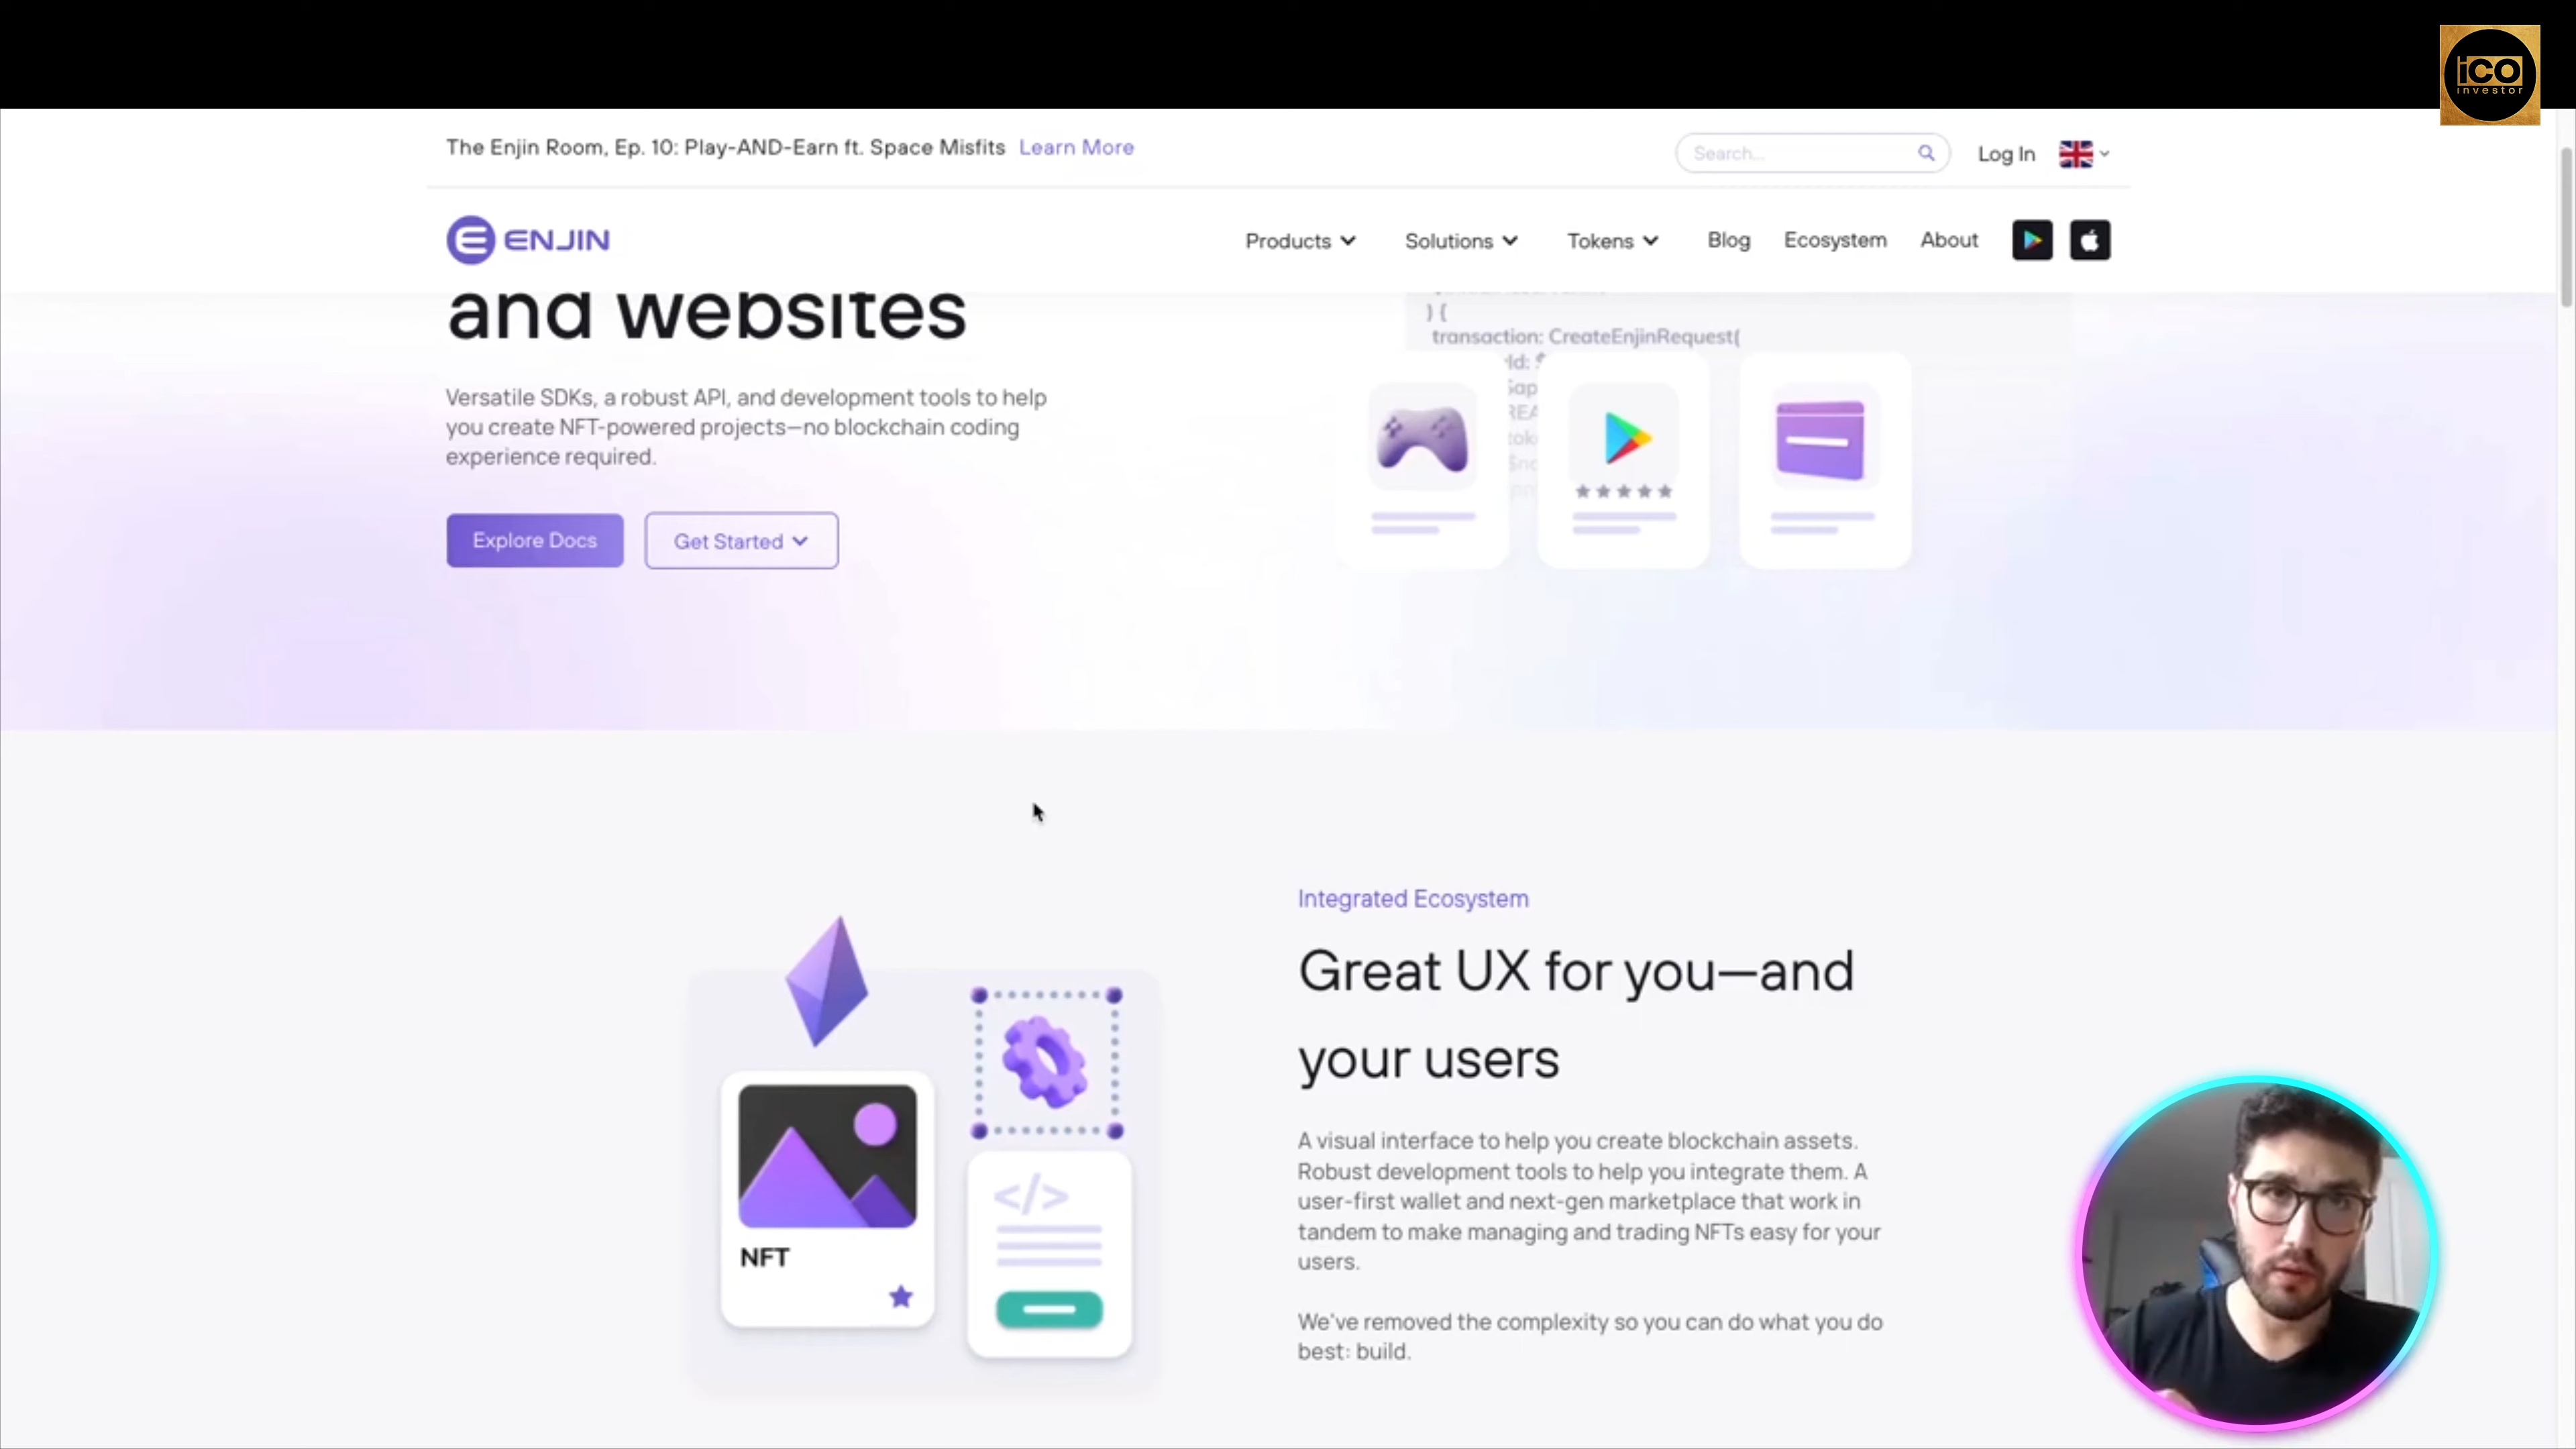 iCO
investor
The Enjin Room, Ep. 10: Play-AND-Earn ft. Space Misfits Learn More
Search...
Log In
ENJIN
Products
Solutions
Tokens
Blog
Ecosystem
About
and websites
) {
transaction: CreateEnjinRequest(
Versatile SDKs, a robust API, and development tools to help
you create NFT-powered projects—no blockchain coding
experience required.
Explore Docs
Get Started
Integrated Ecosystem
Great UX for you—and
your users
A visual interface to help you create blockchain assets.
Robust development tools to help you integrate them. A
user-first wallet and next-gen marketplace that work in
tandem to make managing and trading NFTs easy for your
users.
We've removed the complexity so you can do what you do
best: build.
</>
NFT